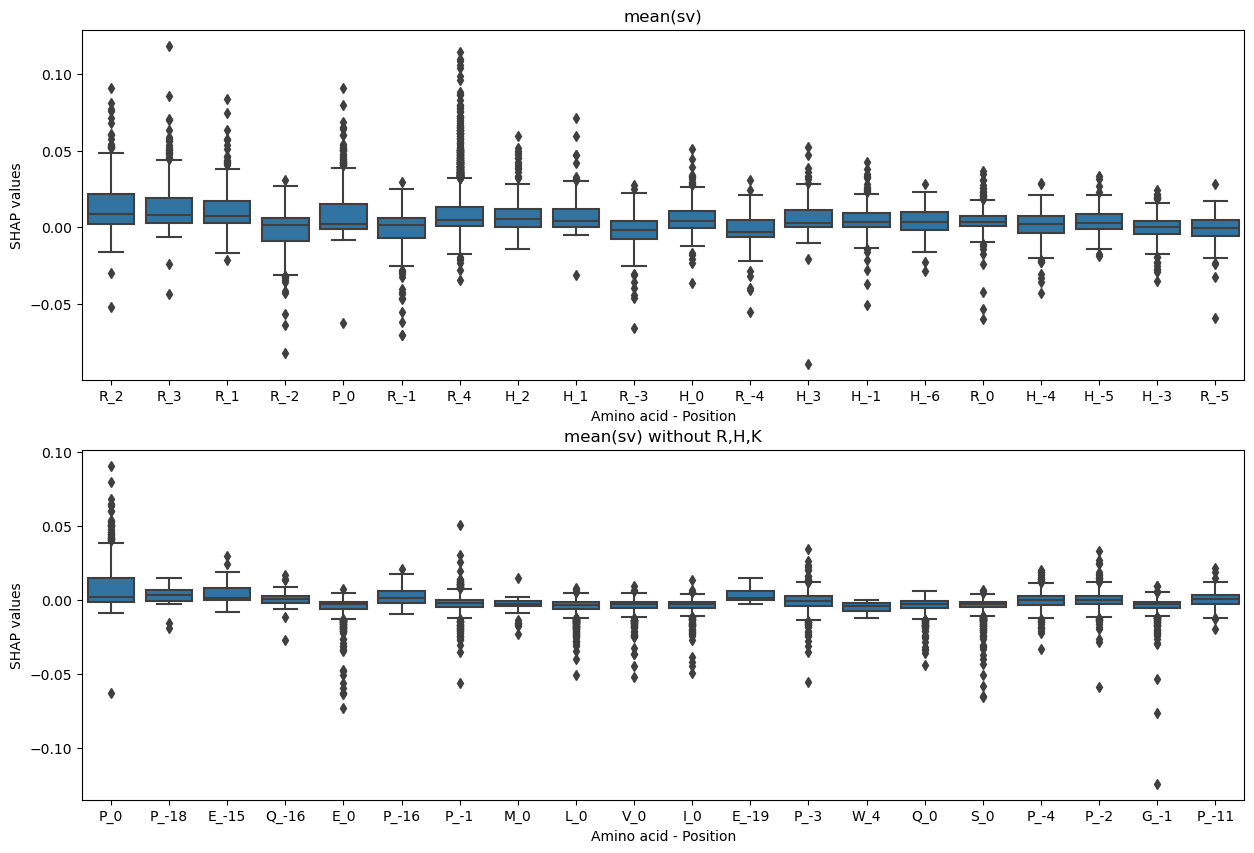 mean(sv)
0.10
0.05
0.00
−0.05
SHAP values
R_2 R_3 R_1 R_-2 P_0 R_-1 R_4 H_2 H_1 R_-3 H_0 R_-4 H_3 H_-1 H_-6 R_0 H_-4 H_-5 H_-3 R_-5
Amino acid - Position
mean(sv) without R,H,K
0.10
0.05
0.00
−0.05
−0.10
SHAP values
P_0 P_-18 E_-15 Q_-16 E_0 P_-16 P_-1 M_0 L_0 V_0 I_0 E_-19 P_-3 W_4 Q_0 S_0 P_-4 P_-2 G_-1 P_-11
Amino acid - Position